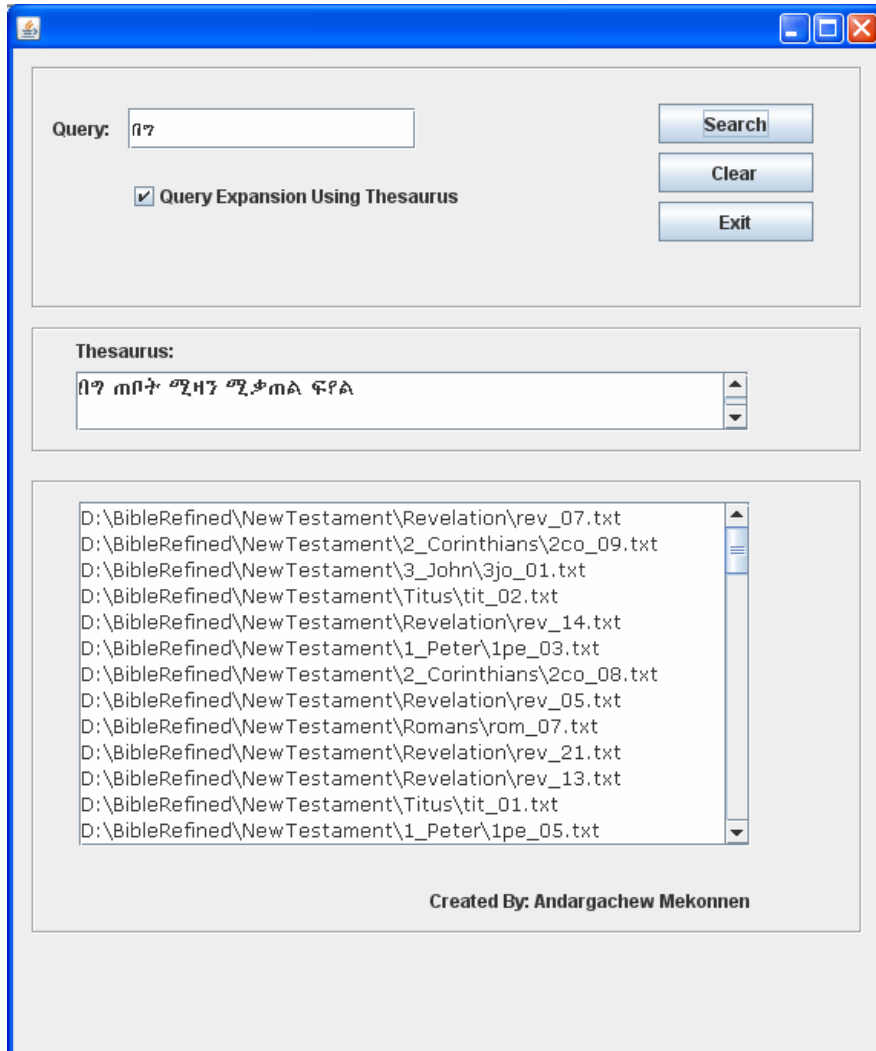 Query: በግ
Search
Clear
Query Expansion Using Thesaurus
Exit
Thesaurus:
በግ ጠቦት ሚዛን ሚቃጠል ፍየል
D:\BibleRefined\NewTestament\Revelation\rev_07.txt
D:\BibleRefined\NewTestament\2_Corinthians\2co_09.txt
D:\BibleRefined\NewTestament\3_John\3jo_01.txt
D:\BibleRefined\NewTestament\Titus\tit_02.txt
D:\BibleRefined\NewTestament\Revelation\rev_14.txt
D:\BibleRefined\NewTestament\1_Peter\1pe_03.txt
D:\BibleRefined\NewTestament\2_Corinthians\2co_08.txt
D:\BibleRefined\NewTestament\Revelation\rev_05.txt
D:\BibleRefined\NewTestament\Romans\rom_07.txt
D:\BibleRefined\NewTestament\Revelation\rev_21.txt
D:\BibleRefined\NewTestament\Revelation\rev_13.txt
D:\BibleRefined\NewTestament\Titus\tit_01.txt
D:\BibleRefined\NewTestament\1_Peter\1pe_05.txt
Created By: Andargachew Mekonnen